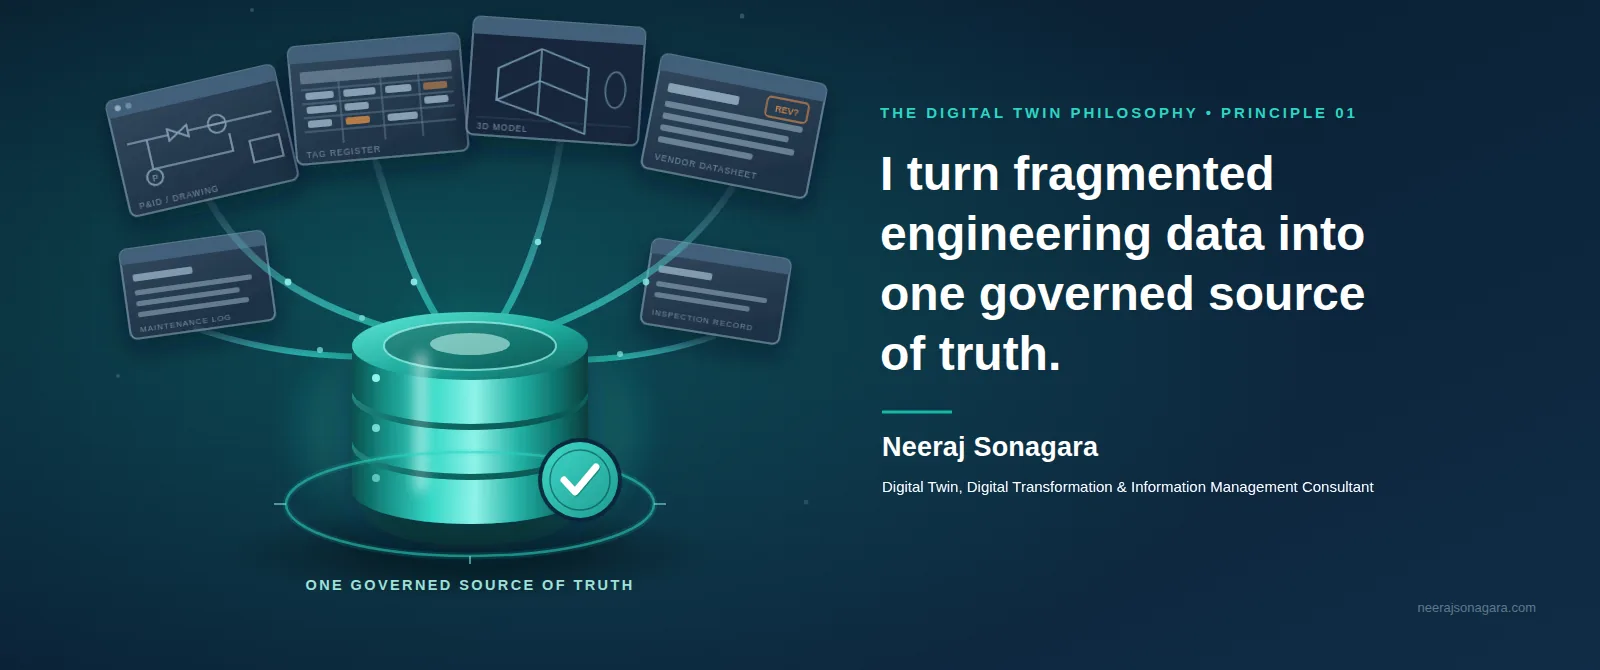 P
P&ID / DRAWING
TAG REGISTER
3D MODEL
REV?
VENDOR DATASHEET
MAINTENANCE LOG
INSPECTION RECORD
ONE GOVERNED SOURCE OF TRUTH
THE DIGITAL TWIN PHILOSOPHY • PRINCIPLE 01
I turn fragmented
engineering data into
one governed source
of truth.
Neeraj Sonagara
Digital Twin, Digital Transformation & Information Management Consultant
neerajsonagara.com